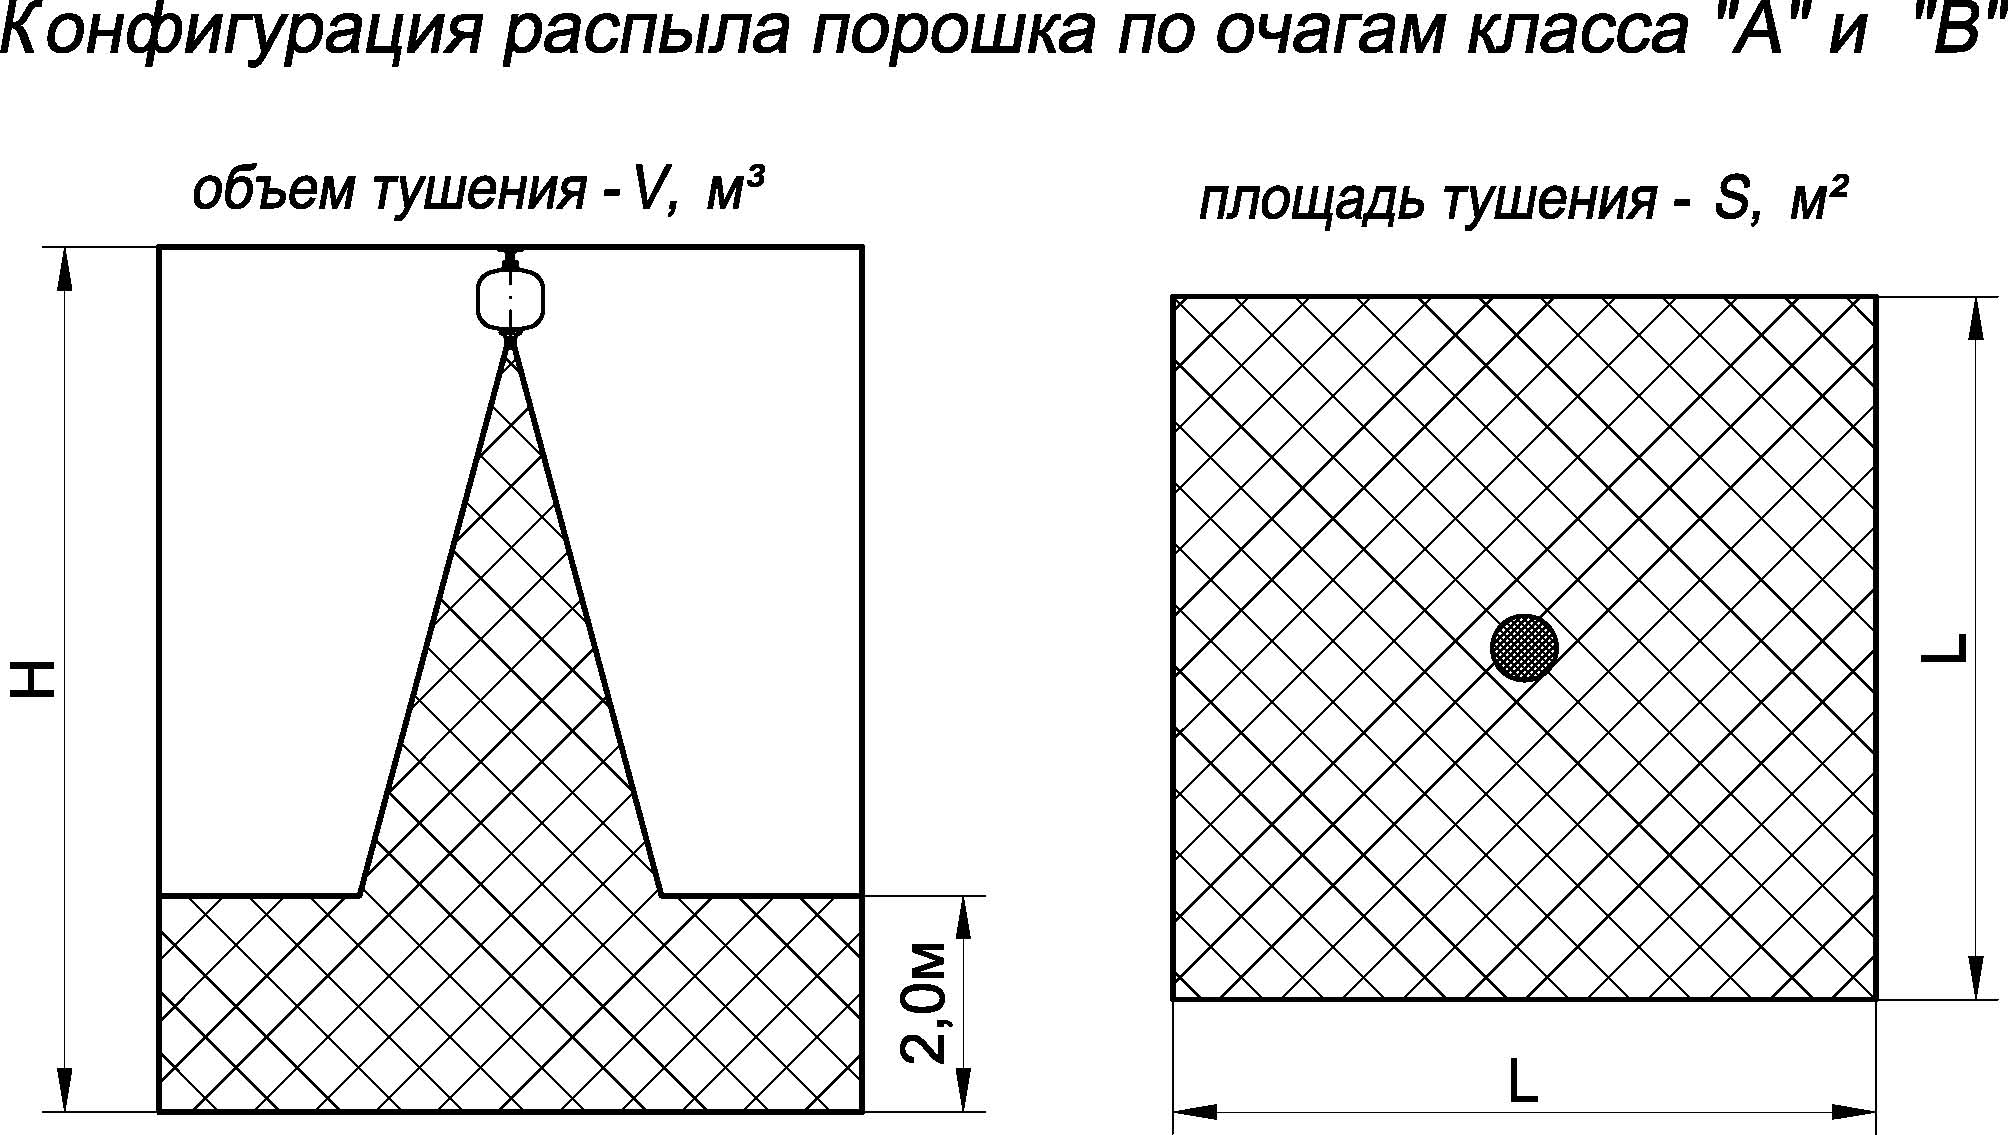 Конфигурация распыла порошка по очагам класса "А" и "В"
объем тушения - V, м³
площадь тушения - S, м²
H
2,0м
L
L